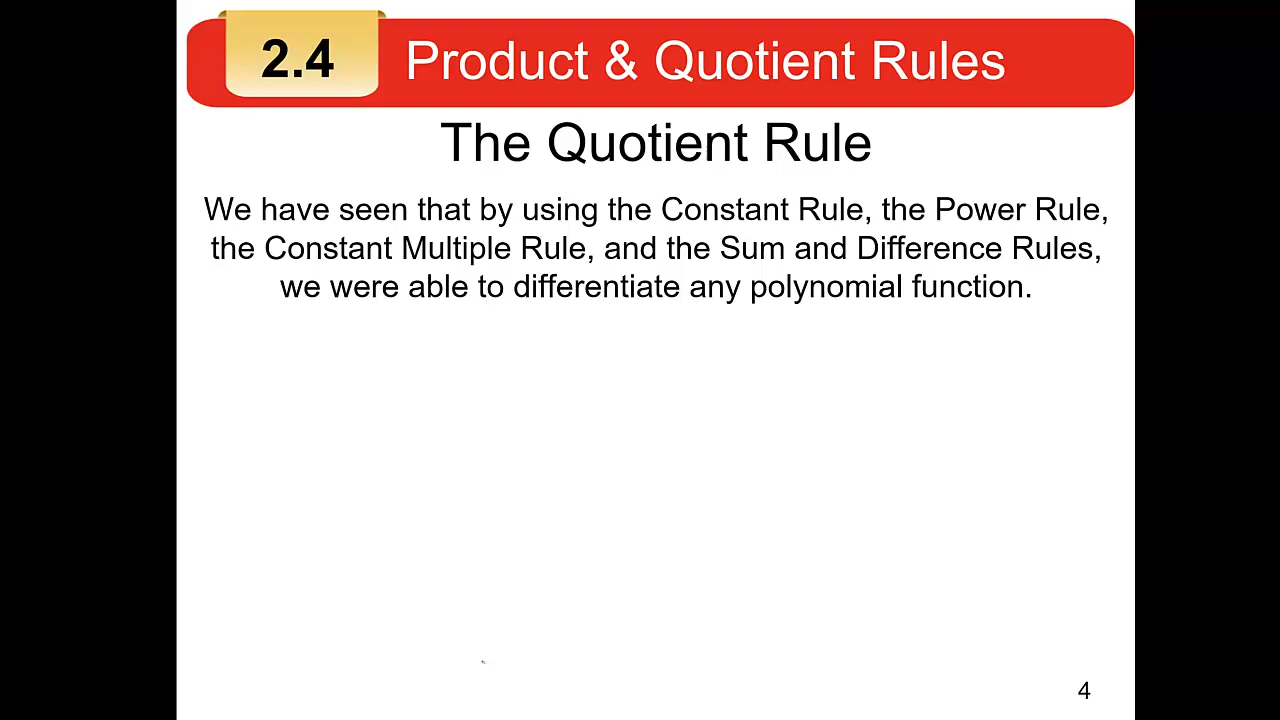 2.4 Product & Quotient Rules
The Quotient Rule
We have seen that by using the Constant Rule, the Power Rule,
the Constant Multiple Rule, and the Sum and Difference Rules,
we were able to differentiate any polynomial function.
4